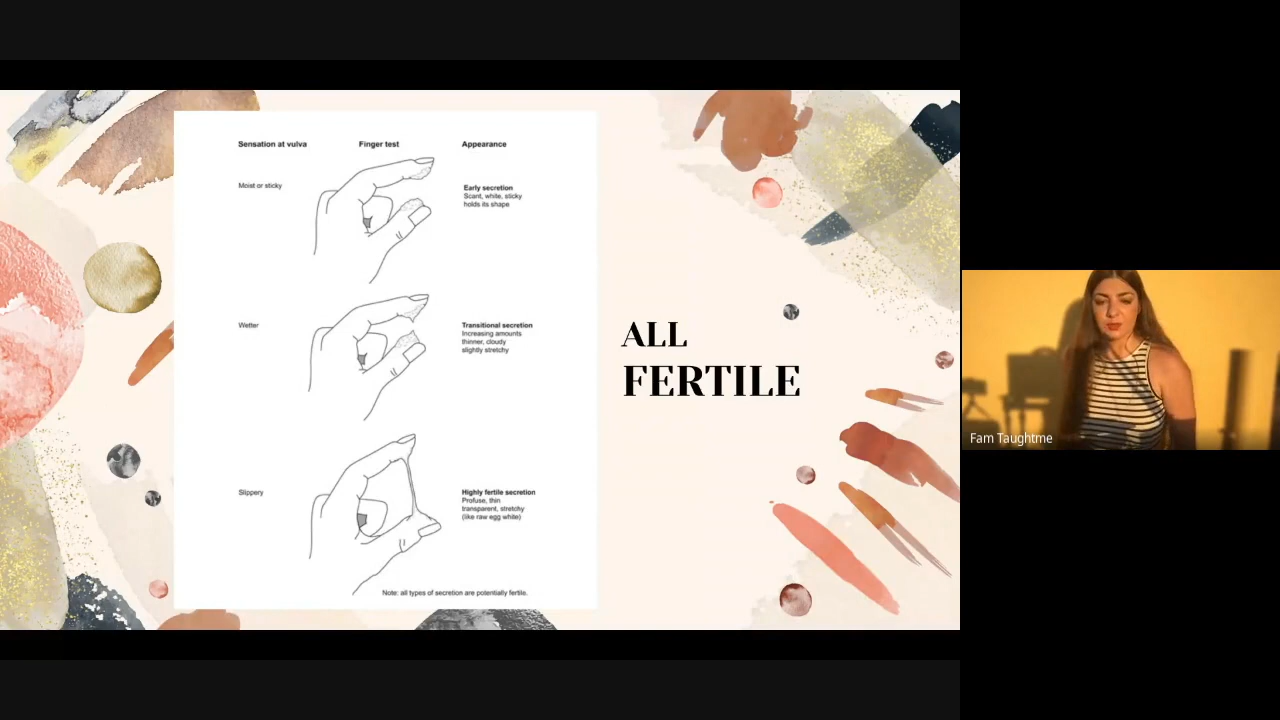 Sensation at vulva
Finger test
Appearance
Moist or sticky
Early secretion
Scant, white, sticky
holds its shape
Wetter
Transitional secretion
Increasing amounts
thinner, cloudy
slightly stretchy
Slippery
Highly fertile secretion
Profuse, thin
transparent, stretchy
(like raw egg white)
Note: all types of secretion are potentially fertile.
ALL
FERTILE
Fam Taughtme